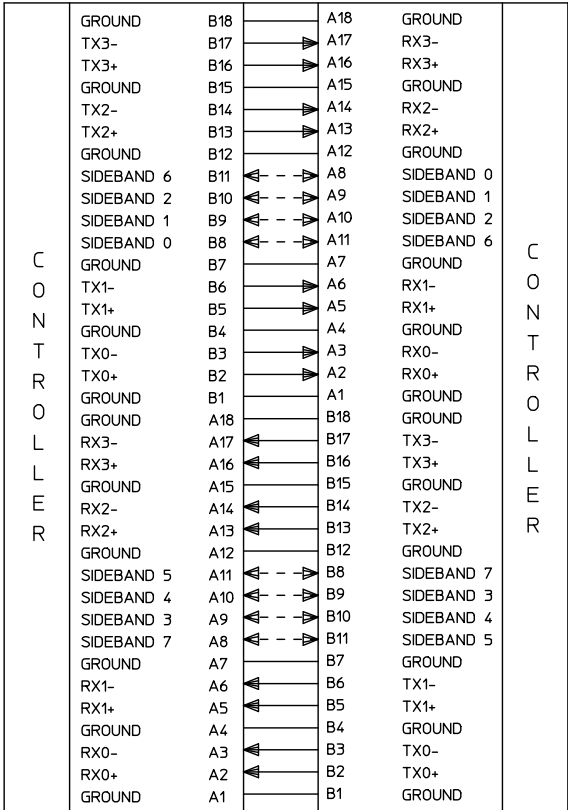 GROUND B18 A18 GROUND
TX3- B17 A17 RX3-
TX3+ B16 A16 RX3+
GROUND B15 A15 GROUND
TX2- B14 A14 RX2-
TX2+ B13 A13 RX2+
GROUND B12 A12 GROUND
SIDEBAND 6 B11 A8 SIDEBAND 0
SIDEBAND 2 B10 A9 SIDEBAND 1
SIDEBAND 1 B9 A10 SIDEBAND 2
SIDEBAND 0 B8 A11 SIDEBAND 6
GROUND B7 A7 GROUND
TX1- B6 A6 RX1-
TX1+ B5 A5 RX1+
GROUND B4 A4 GROUND
TX0- B3 A3 RX0-
TX0+ B2 A2 RX0+
GROUND B1 A1 GROUND
GROUND A18 B18 GROUND
RX3- A17 B17 TX3-
RX3+ A16 B16 TX3+
GROUND A15 B15 GROUND
RX2- A14 B14 TX2-
RX2+ A13 B13 TX2+
GROUND A12 B12 GROUND
SIDEBAND 5 A11 B8 SIDEBAND 7
SIDEBAND 4 A10 B9 SIDEBAND 3
SIDEBAND 3 A9 B10 SIDEBAND 4
SIDEBAND 7 A8 B11 SIDEBAND 5
GROUND A7 B7 GROUND
RX1- A6 B6 TX1-
RX1+ A5 B5 TX1+
GROUND A4 B4 GROUND
RX0- A3 B3 TX0-
RX0+ A2 B2 TX0+
GROUND A1 B1 GROUND
CONTROLLER
CONTROLLER